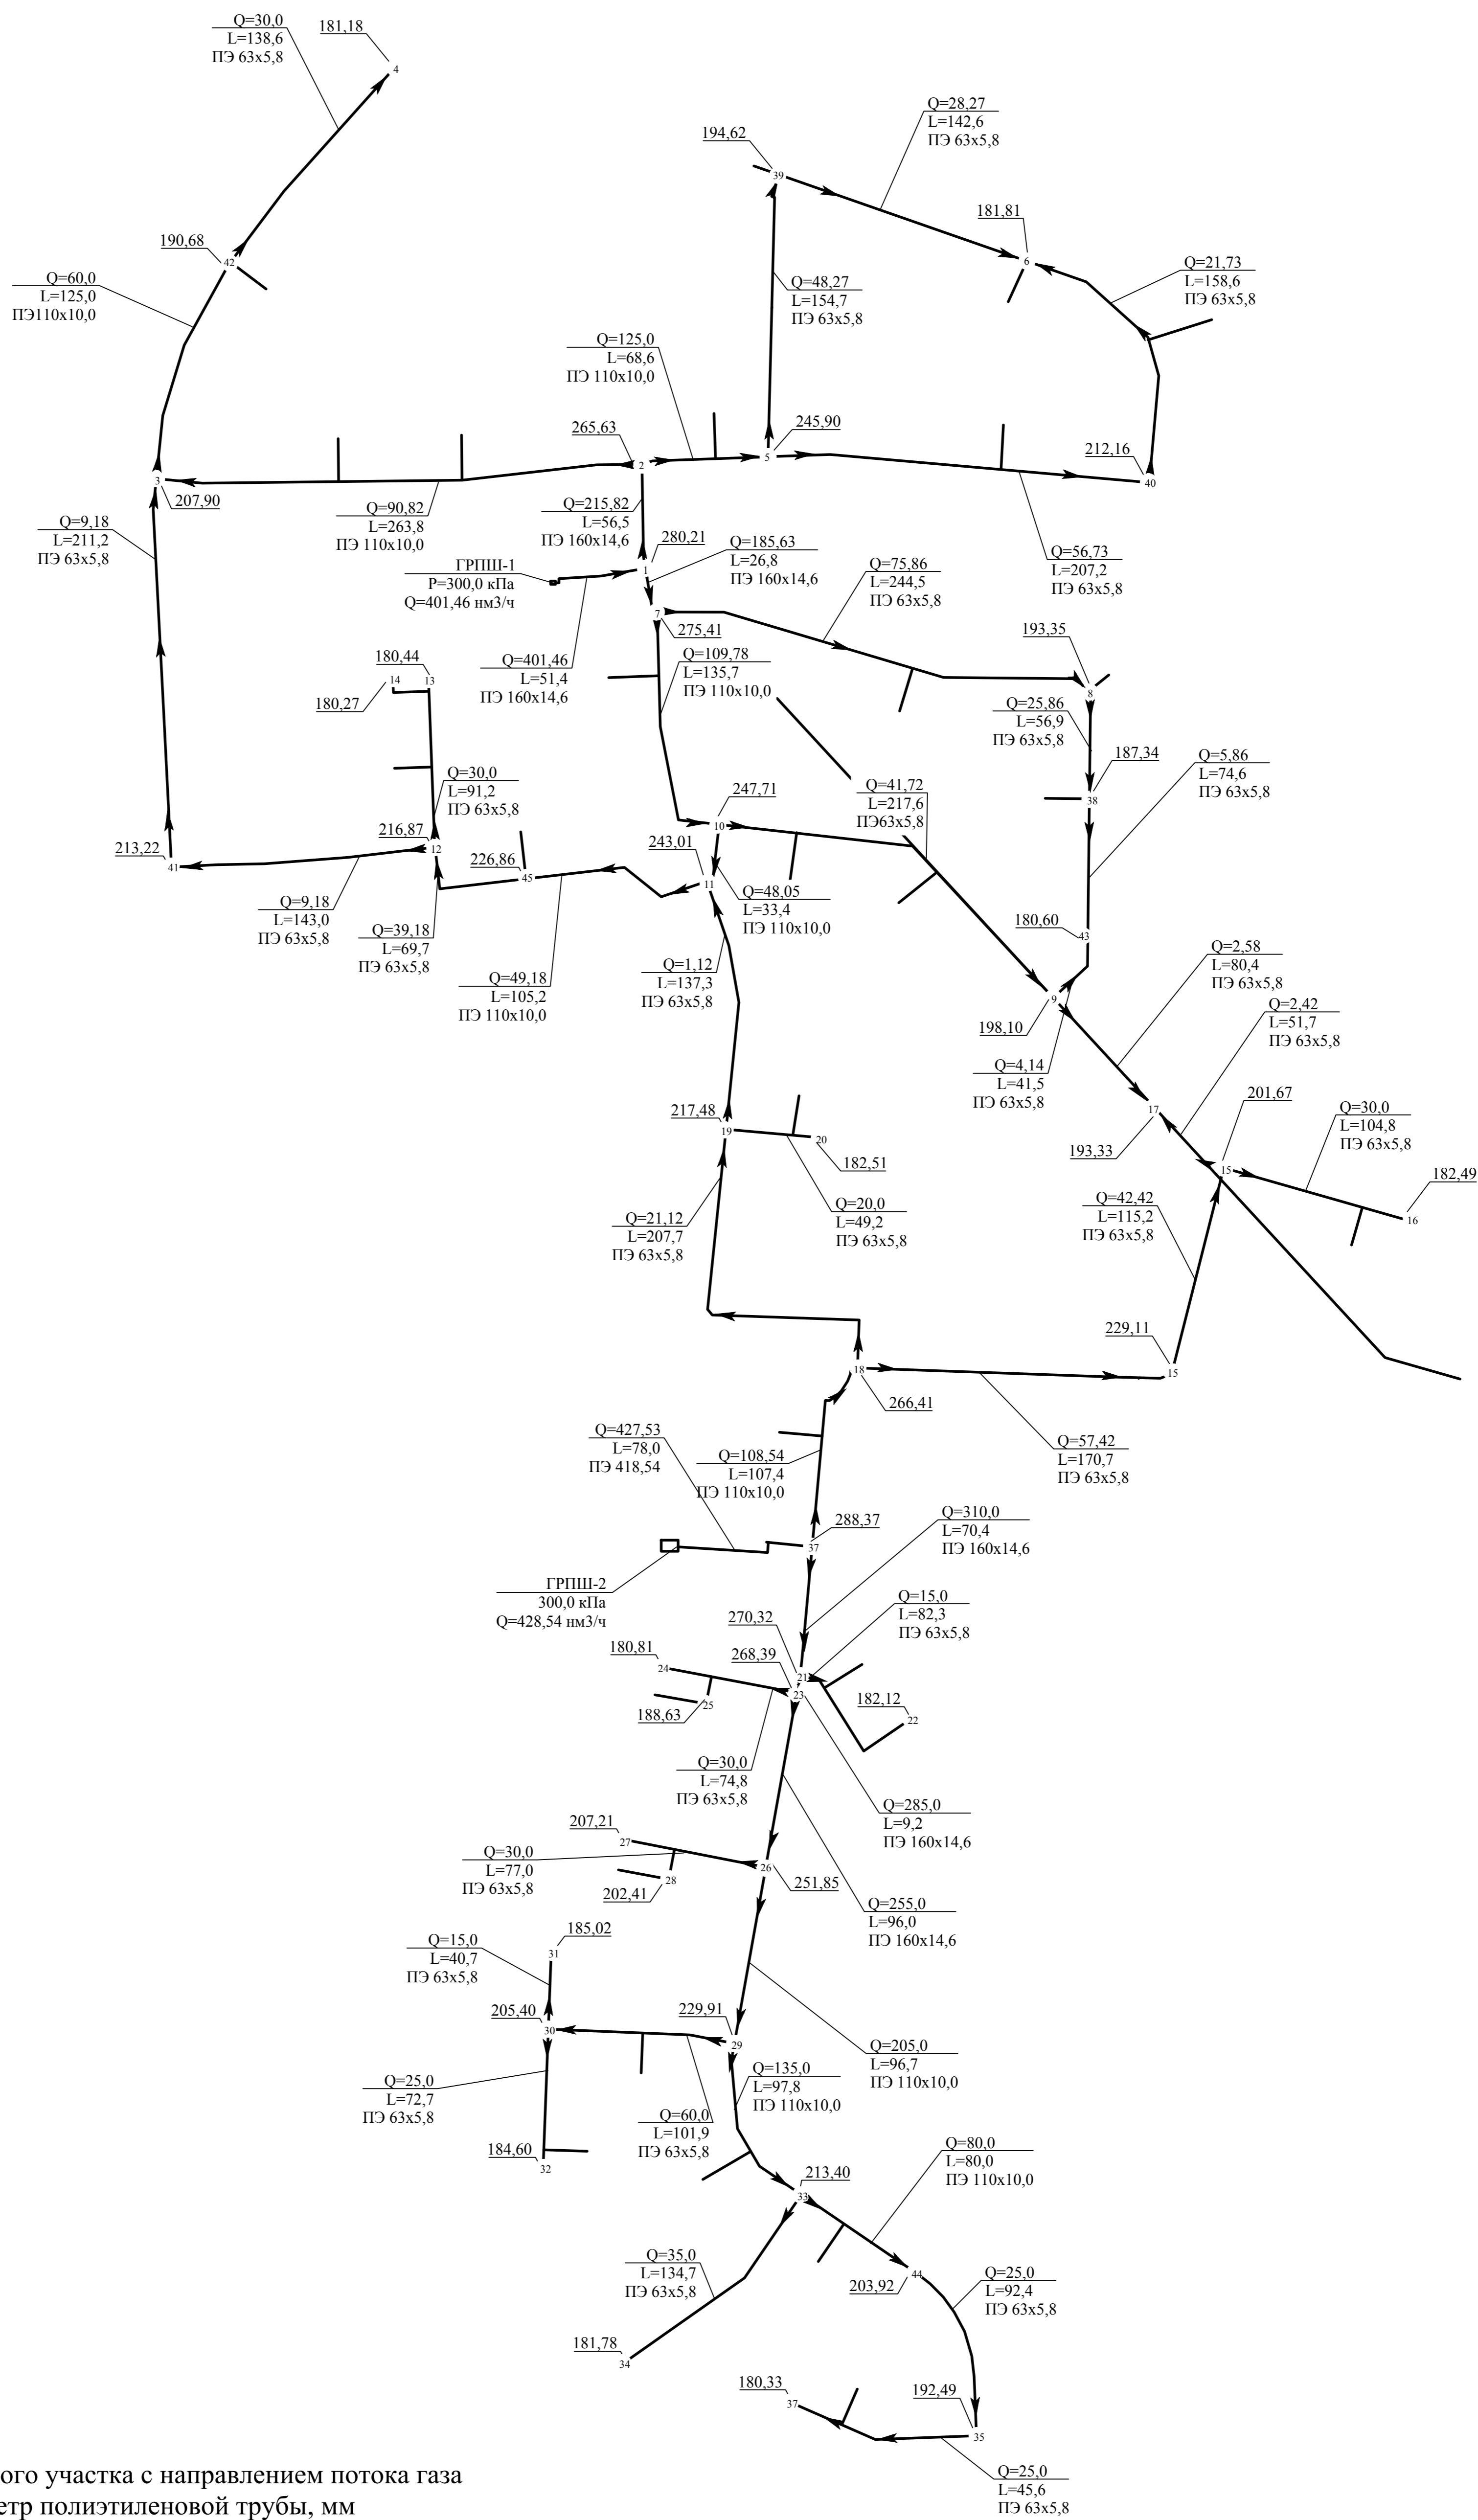 Q=30,0
L=138,6
ПЭ 63х5,8
181,18
4
Q=28,27
L=142,6
ПЭ 63х5,8
194,62
39
181,81
6
190,68
42
Q=60,0
L=125,0
ПЭ110х10,0
Q=21,73
L=158,6
ПЭ 63х5,8
Q=48,27
L=154,7
ПЭ 63х5,8
Q=125,0
L=68,6
ПЭ 110х10,0
265,63
2
245,90
5
212,16
40
3
207,90
Q=90,82
L=263,8
ПЭ 110х10,0
Q=215,82
L=56,5
ПЭ 160х14,6
280,21
1
Q=9,18
L=211,2
ПЭ 63х5,8
ГРПШ-1
P=300,0 кПа
Q=401,46 нм3/ч
Q=185,63
L=26,8
ПЭ 160х14,6
Q=75,86
L=244,5
ПЭ 63х5,8
Q=56,73
L=207,2
ПЭ 63х5,8
7
275,41
193,35
8
Q=401,46
L=51,4
ПЭ 160х14,6
Q=109,78
L=135,7
ПЭ 110х10,0
180,44
14
13
180,27
Q=25,86
L=56,9
ПЭ 63х5,8
187,34
38
Q=5,86
L=74,6
ПЭ 63х5,8
Q=30,0
L=91,2
ПЭ 63х5,8
247,71
10
Q=41,72
L=217,6
ПЭ63х5,8
216,87
12
213,22
41
226,86
45
243,01
11
Q=48,05
L=33,4
ПЭ 110х10,0
Q=9,18
L=143,0
ПЭ 63х5,8
Q=39,18
L=69,7
ПЭ 63х5,8
180,60
43
Q=49,18
L=105,2
ПЭ 110х10,0
Q=1,12
L=137,3
ПЭ 63х5,8
Q=2,58
L=80,4
ПЭ 63х5,8
9
198,10
Q=2,42
L=51,7
ПЭ 63х5,8
Q=4,14
L=41,5
ПЭ 63х5,8
17
193,33
201,67
15
Q=30,0
L=104,8
ПЭ 63х5,8
217,48
19
20
182,51
182,49
16
Q=20,0
L=49,2
ПЭ 63х5,8
Q=42,42
L=115,2
ПЭ 63х5,8
Q=21,12
L=207,7
ПЭ 63х5,8
229,11
15
18
266,41
Q=57,42
L=170,7
ПЭ 63х5,8
Q=427,53
L=78,0
ПЭ 418,54
Q=108,54
L=107,4
ПЭ 110х10,0
288,37
37
Q=310,0
L=70,4
ПЭ 160х14,6
ГРПШ-2
300,0 кПа
Q=428,54 нм3/ч
Q=15,0
L=82,3
ПЭ 63х5,8
270,32
21
268,39
23
180,81
24
25
188,63
182,12
22
Q=30,0
L=74,8
ПЭ 63х5,8
Q=285,0
L=9,2
ПЭ 160х14,6
207,21
27
Q=30,0
L=77,0
ПЭ 63х5,8
28
202,41
26
251,85
Q=255,0
L=96,0
ПЭ 160х14,6
185,02
31
Q=15,0
L=40,7
ПЭ 63х5,8
205,40
30
229,91
29
Q=205,0
L=96,7
ПЭ 110х10,0
Q=135,0
L=97,8
ПЭ 110х10,0
Q=25,0
L=72,7
ПЭ 63х5,8
Q=60,0
L=101,9
ПЭ 63х5,8
184,60
32
213,40
33
Q=80,0
L=80,0
ПЭ 110х10,0
Q=35,0
L=134,7
ПЭ 63х5,8
44
203,92
Q=25,0
L=92,4
ПЭ 63х5,8
181,78
34
180,33
37
192,49
35
Q=25,0
L=45,6
ПЭ 63х5,8
ого участка с направлением потока газа
етр полиэтиленовой трубы, мм